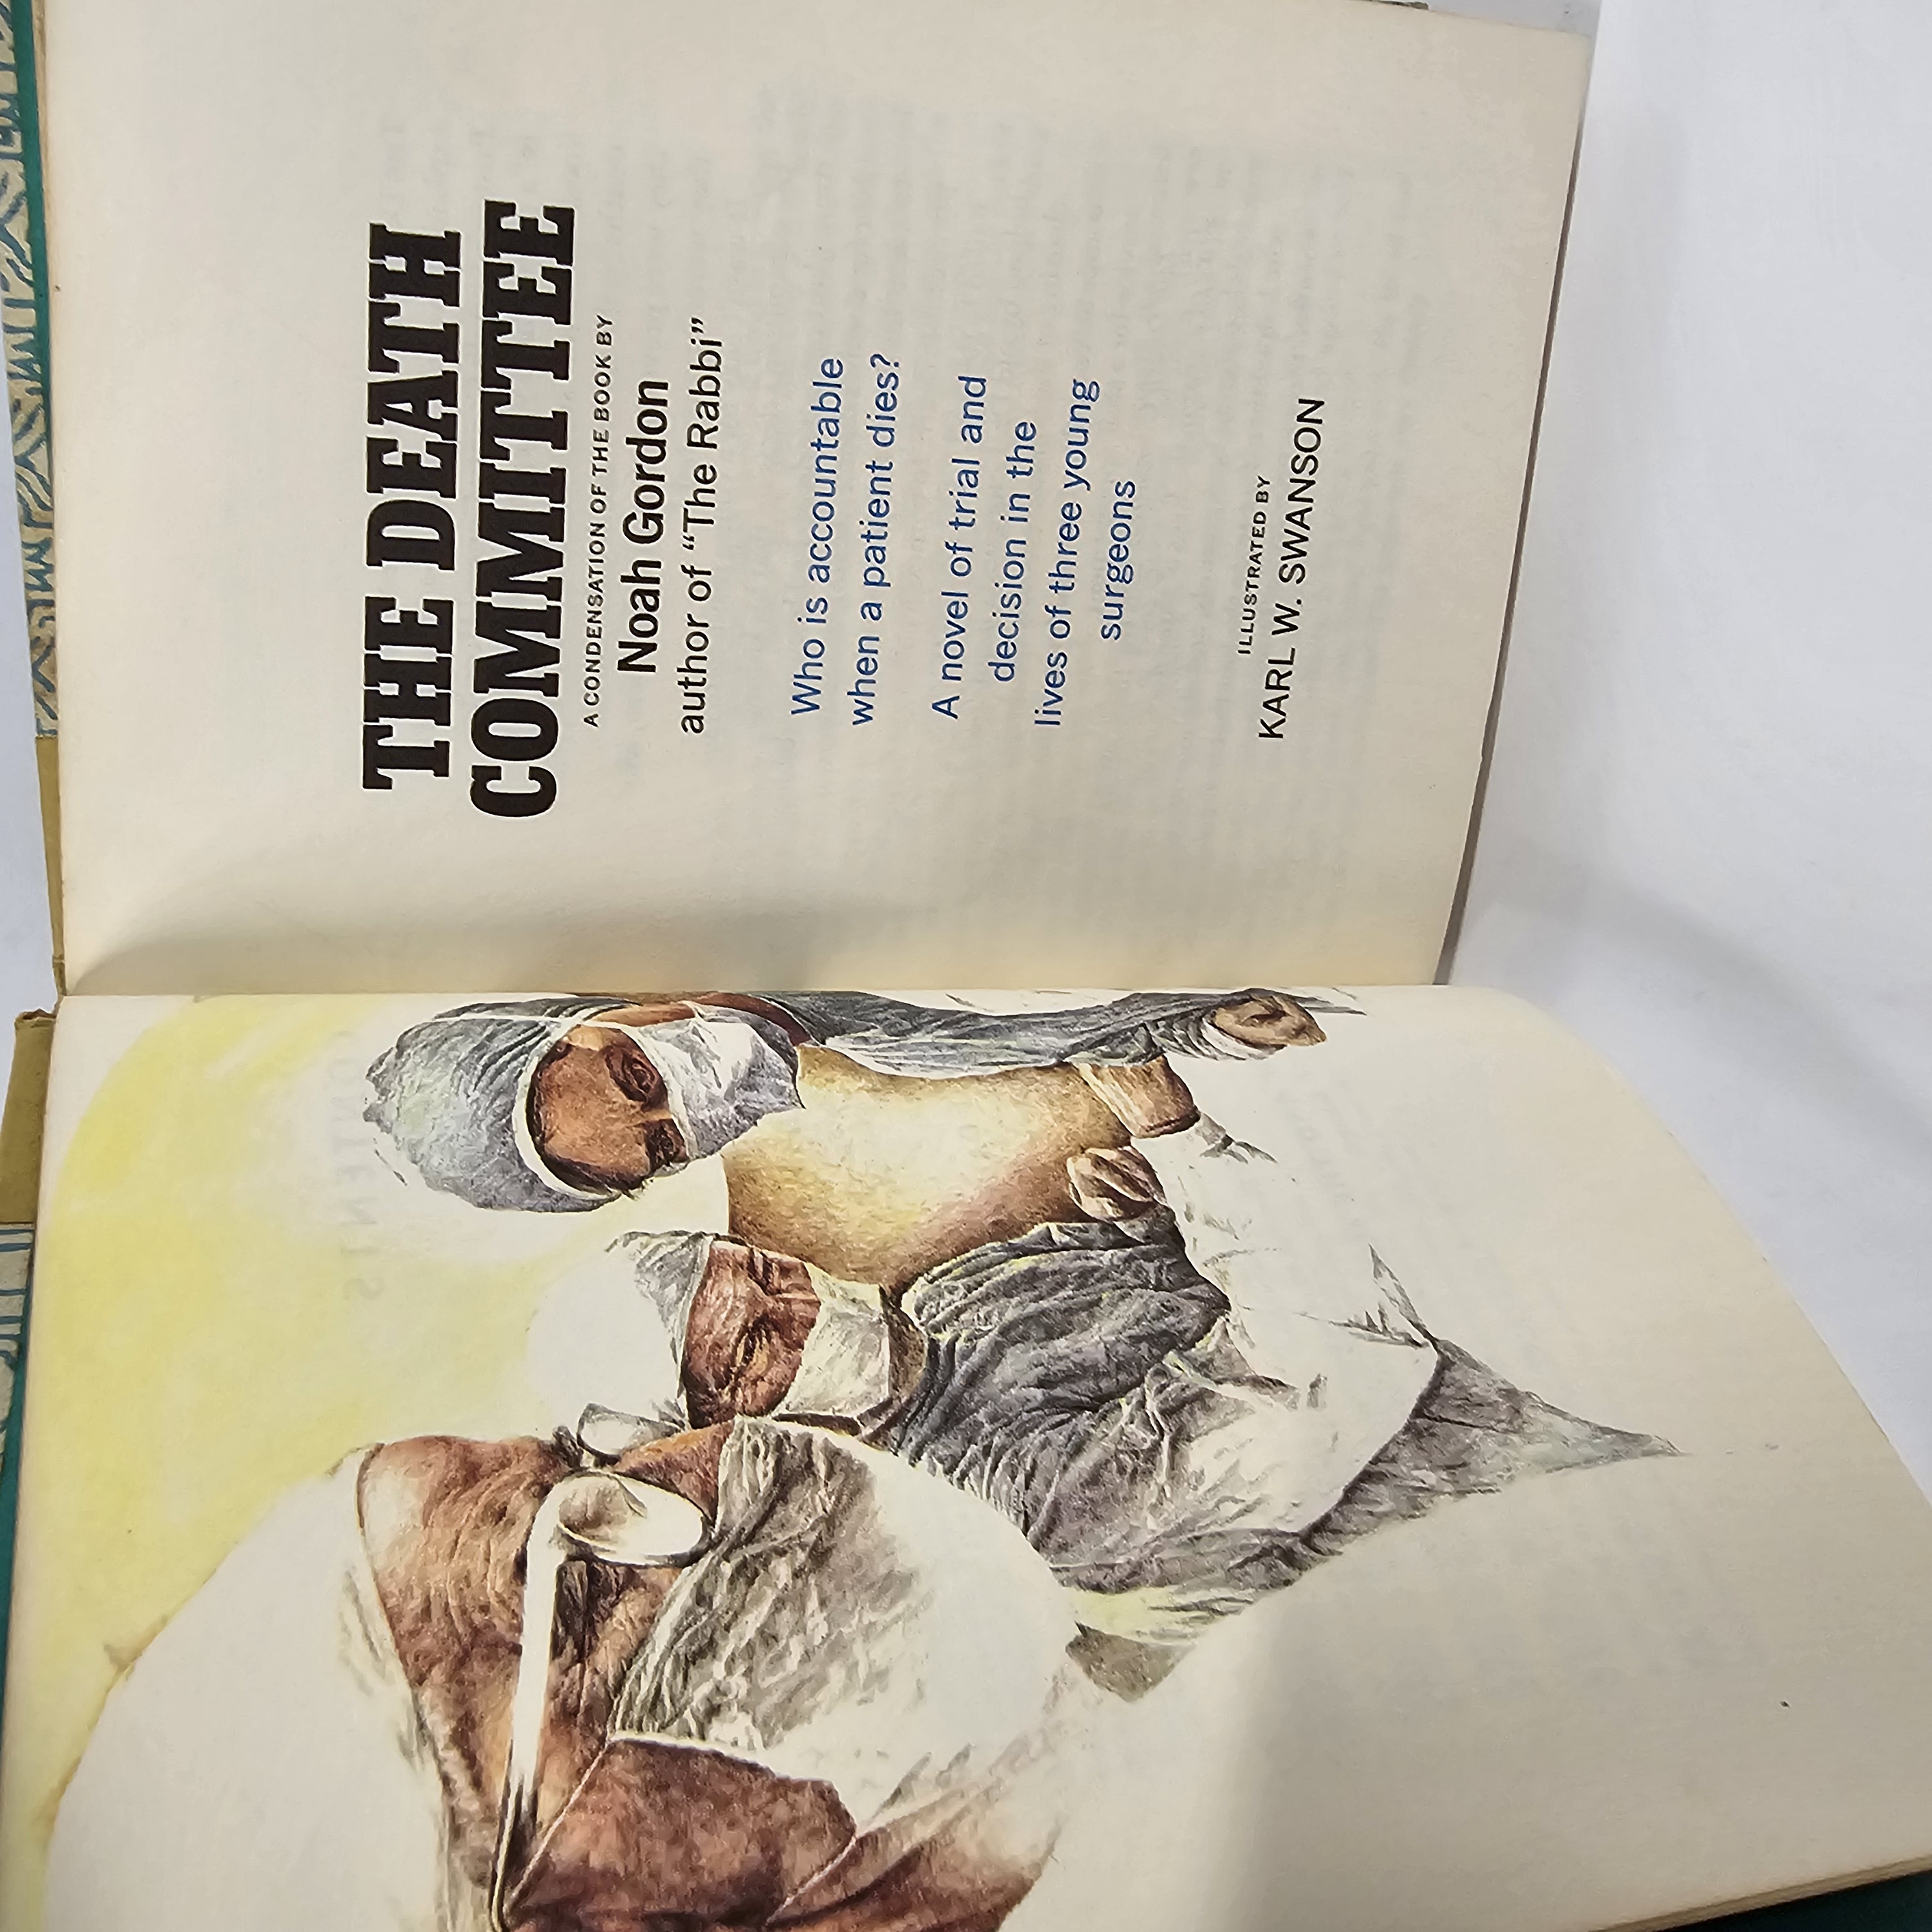 THE DEATH
COMMITTEE
A CONDENSATION OF THE BOOK BY
Noah Gordon
author of “The Rabbi”
Who is accountable
when a patient dies?
A novel of trial and
decision in the
lives of three young
surgeons
ILLUSTRATED BY
KARL W. SWANSON